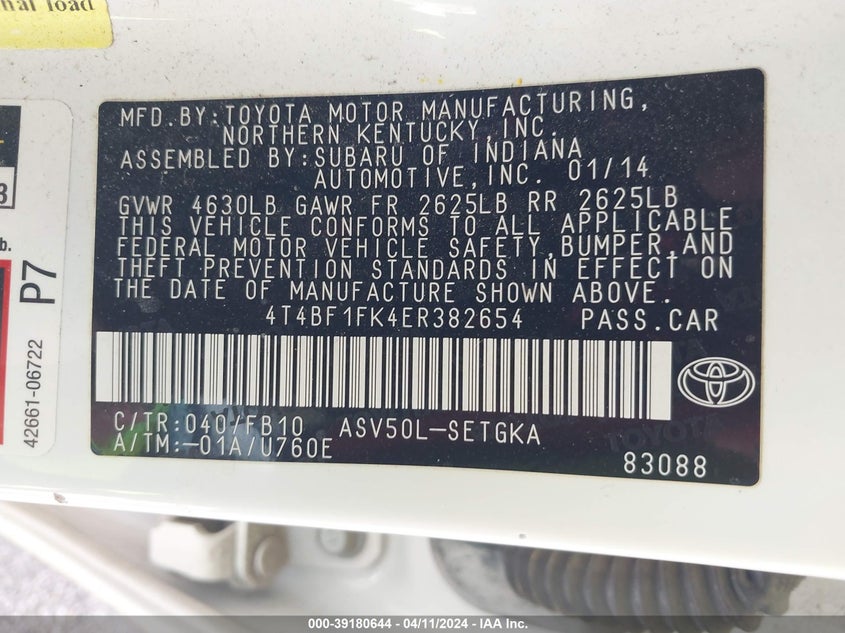 nal load
MFD.BY:TOYOTA MOTOR MANUFACTURING,
NORTHERN KENTUCKY,INC.
ASSEMBLED BY:SUBARU OF INDIANA
AUTOMOTIVE,INC. 01/14
GVWR 4630LB GAWR FR 2625LB RR 2625LB
THIS VEHICLE CONFORMS TO ALL APPLICABLE
FEDERAL MOTOR VEHICLE SAFETY,BUMPER,AND
THEFT PREVENTION STANDARDS IN EFFECT ON
THE DATE OF MANUFACTURE SHOWN ABOVE.
4T4BF1FK4ER382654 PASS.CAR
C/TR:040/FB10 ASV50L-SETGKA
A/TM:-01A/U760E
83088
3
b.
P7
42661-06722
000-39180644 - 04/11/2024 - IAA Inc.